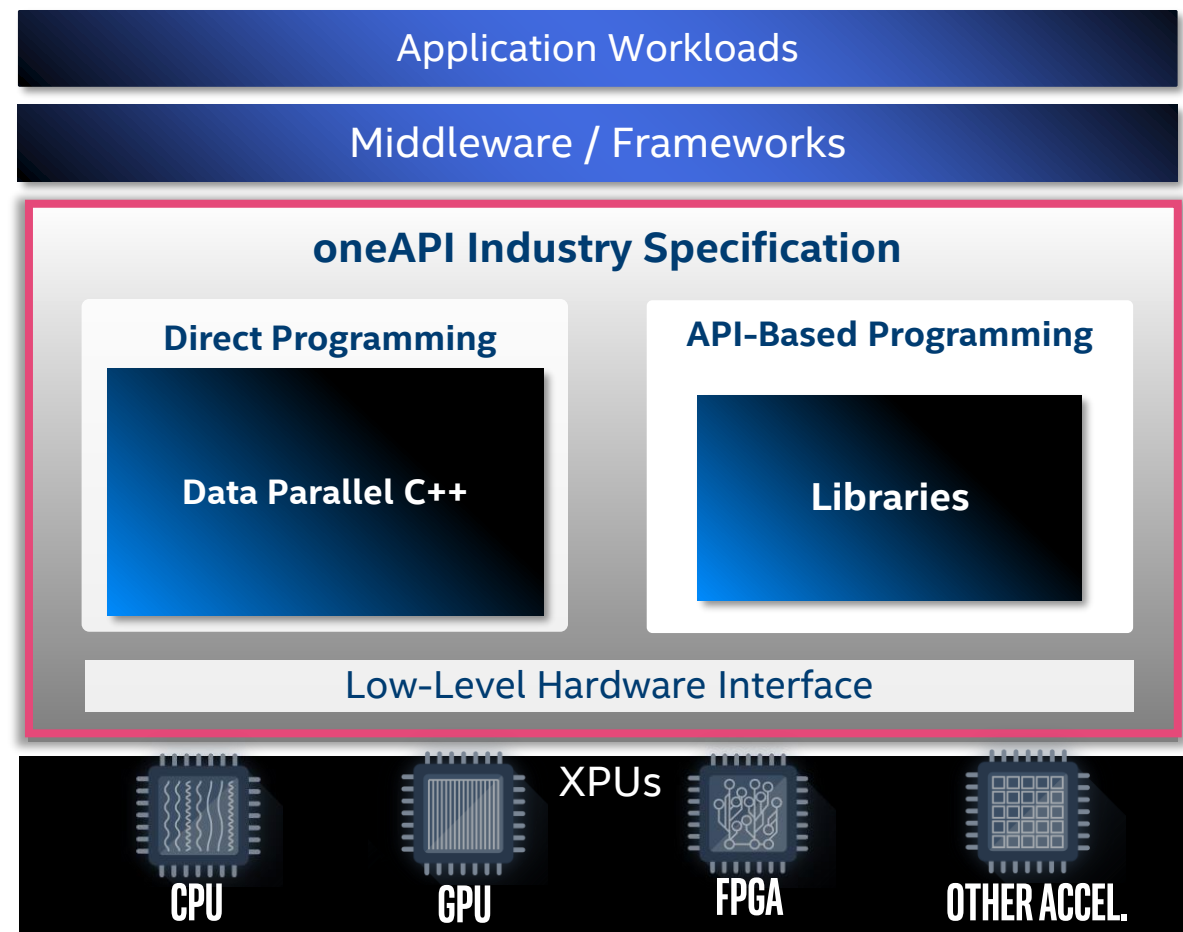 Application Workloads
Middleware / Frameworks
oneAPI Industry Specification
Direct Programming
Data Parallel C++
API-Based Programming
Libraries
Low-Level Hardware Interface
XPUs
CPU
GPU
FPGA
OTHER ACCEL.